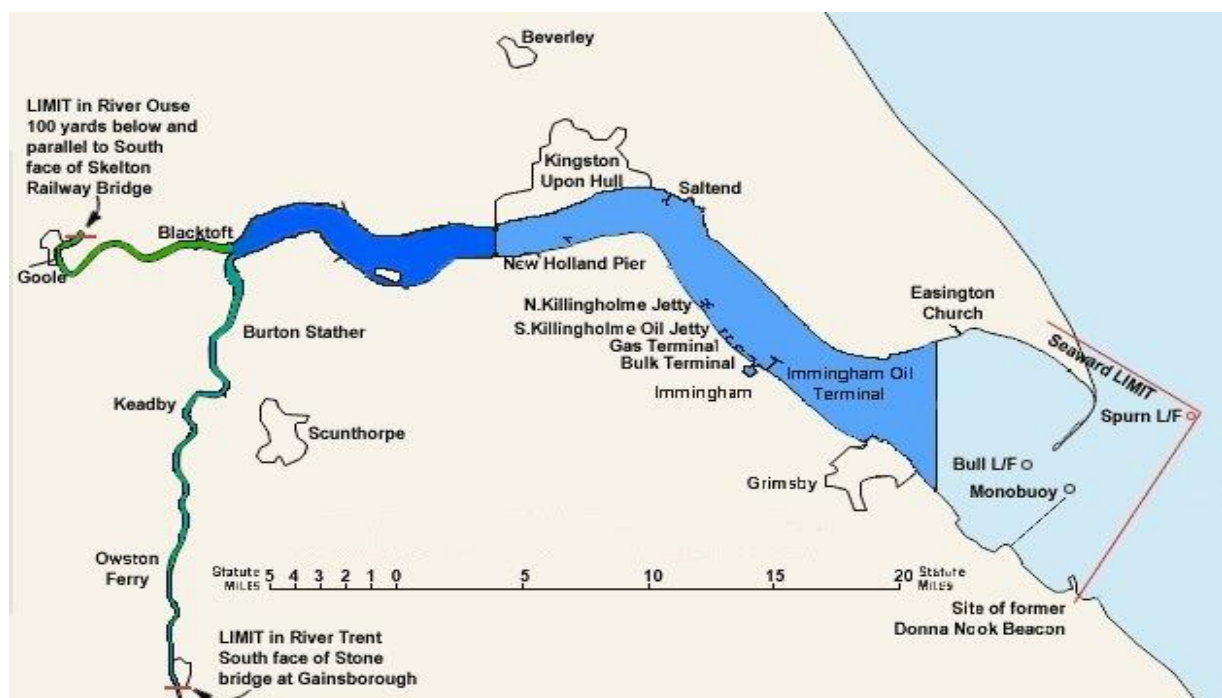 Beverley
LIMIT in River Ouse
100 yards below and
parallel to South
face of Skelton
Railway Bridge
Kingston
Upon Hull
Saltend
Blacktoft
Goole
New Holland Pier
Easington
Church
N.Killingholme Jetty
S.Killingholme Oil Jetty
Gas Terminal
Bulk Terminal
Immingham
Immingham Oil
Terminal
Seaward LIMIT
Burton Stather
Keadby
Scunthorpe
Spurn L/F
Bull L/F
Monobuoy
Grimsby
Owston
Ferry
Statute
MILES
5 4 3 2 1 0 5 10 15 20
Statute
MILES
Site of former
Donna Nook Beacon
LIMIT in River Trent
South face of Stone
bridge at Gainsborough